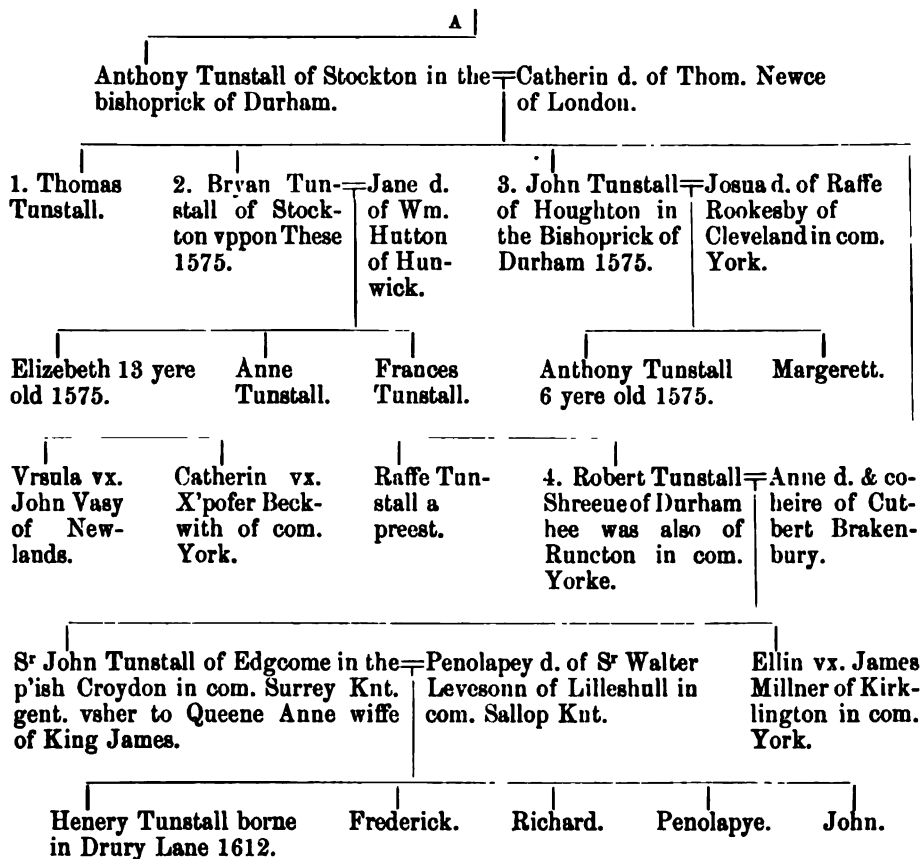 A
Anthony Tunstall of Stockton in the
bishoprick of Durham.
Catherin d. of Thom. Newce
of London.
1. Thomas
Tunstall.
2. Bryan Tun-
stall of Stock-
ton vppon These
1575.
Jane d.
of Wm.
Hutton
of Hun-
wick.
3. John Tunstall
of Houghton in
the Bishoprick of
Durham 1575.
Josua d. of Raffe
Rookesby of
Cleveland in com.
York.
Elizebeth 13 yere
old 1575.
Anne
Tunstall.
Frances
Tunstall.
Anthony Tunstall
6 yere old 1575.
Margerett.
Vrsula vx.
John Vasy
of New-
lands.
Catherin vx.
X'pofer Beck-
with of com.
York.
Raffe Tun-
stall a
preest.
4. Robert Tunstall
Shreeue of Durham
hee was also of
Runcton in com.
Yorke.
Anne d. & co-
heire of Cut-
bert Braken-
bury.
Sr John Tunstall of Edgcome in the
p'ish Croydon in com. Surrey Knt.
gent. vsher to Queene Anne wiffe
of King James.
Penolapey d. of Sr Walter
Levesonn of Lilleshull in
com. Sallop Knt.
Ellin vx. James
Millner of Kirk-
lington in com.
York.
Henery Tunstall borne
in Drury Lane 1612.
Frederick.
Richard.
Penolapye.
John.